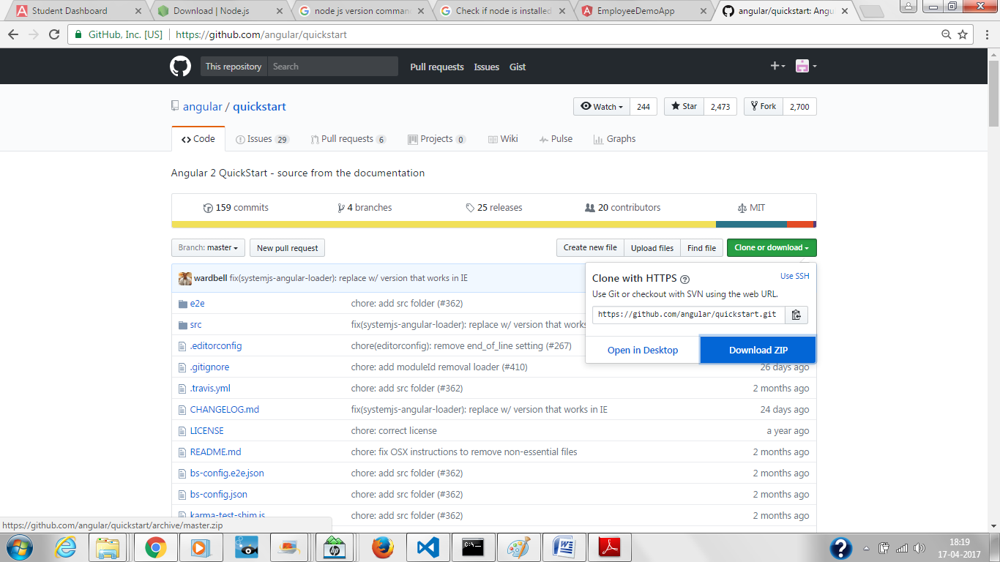 Student Dashboard
Download | Node.js
node js version comman
Check if node is installed
EmployeeDemoApp
angular/quickstart: Angu
GitHub, Inc. [US] | https://github.com/angular/quickstart
This repository Search Pull requests Issues Gist
angular / quickstart
Watch 244 Star 2,473 Fork 2,700
Code Issues 29 Pull requests 6 Projects 0 Wiki Pulse Graphs
Angular 2 QuickStart - source from the documentation
159 commits 4 branches 25 releases 20 contributors MIT
Branch: master New pull request Create new file Upload files Find file Clone or download
wardbell fix(systemjs-angular-loader): replace w/ version that works in IE
Clone with HTTPS ? Use SSH
Use Git or checkout with SVN using the web URL.
https://github.com/angular/quickstart.git
Open in Desktop Download ZIP
e2e chore: add src folder (#362)
src fix(systemjs-angular-loader): replace w/ version that works
.editorconfig chore(editorconfig): remove end_of_line setting (#267)
.gitignore chore: add moduleId removal loader (#410) 26 days ago
.travis.yml chore: add src folder (#362) 2 months ago
CHANGELOG.md fix(systemjs-angular-loader): replace w/ version that works in IE 24 days ago
LICENSE chore: correct license a year ago
README.md chore: fix OSX instructions to remove non-essential files 2 months ago
bs-config.e2e.json chore: add src folder (#362) 2 months ago
bs-config.json chore: add src folder (#362) 2 months ago
karma-test-shim.js chore: add src folder (#362) 2 months ago
https://github.com/angular/quickstart/archive/master.zip
18:19
17-04-2017